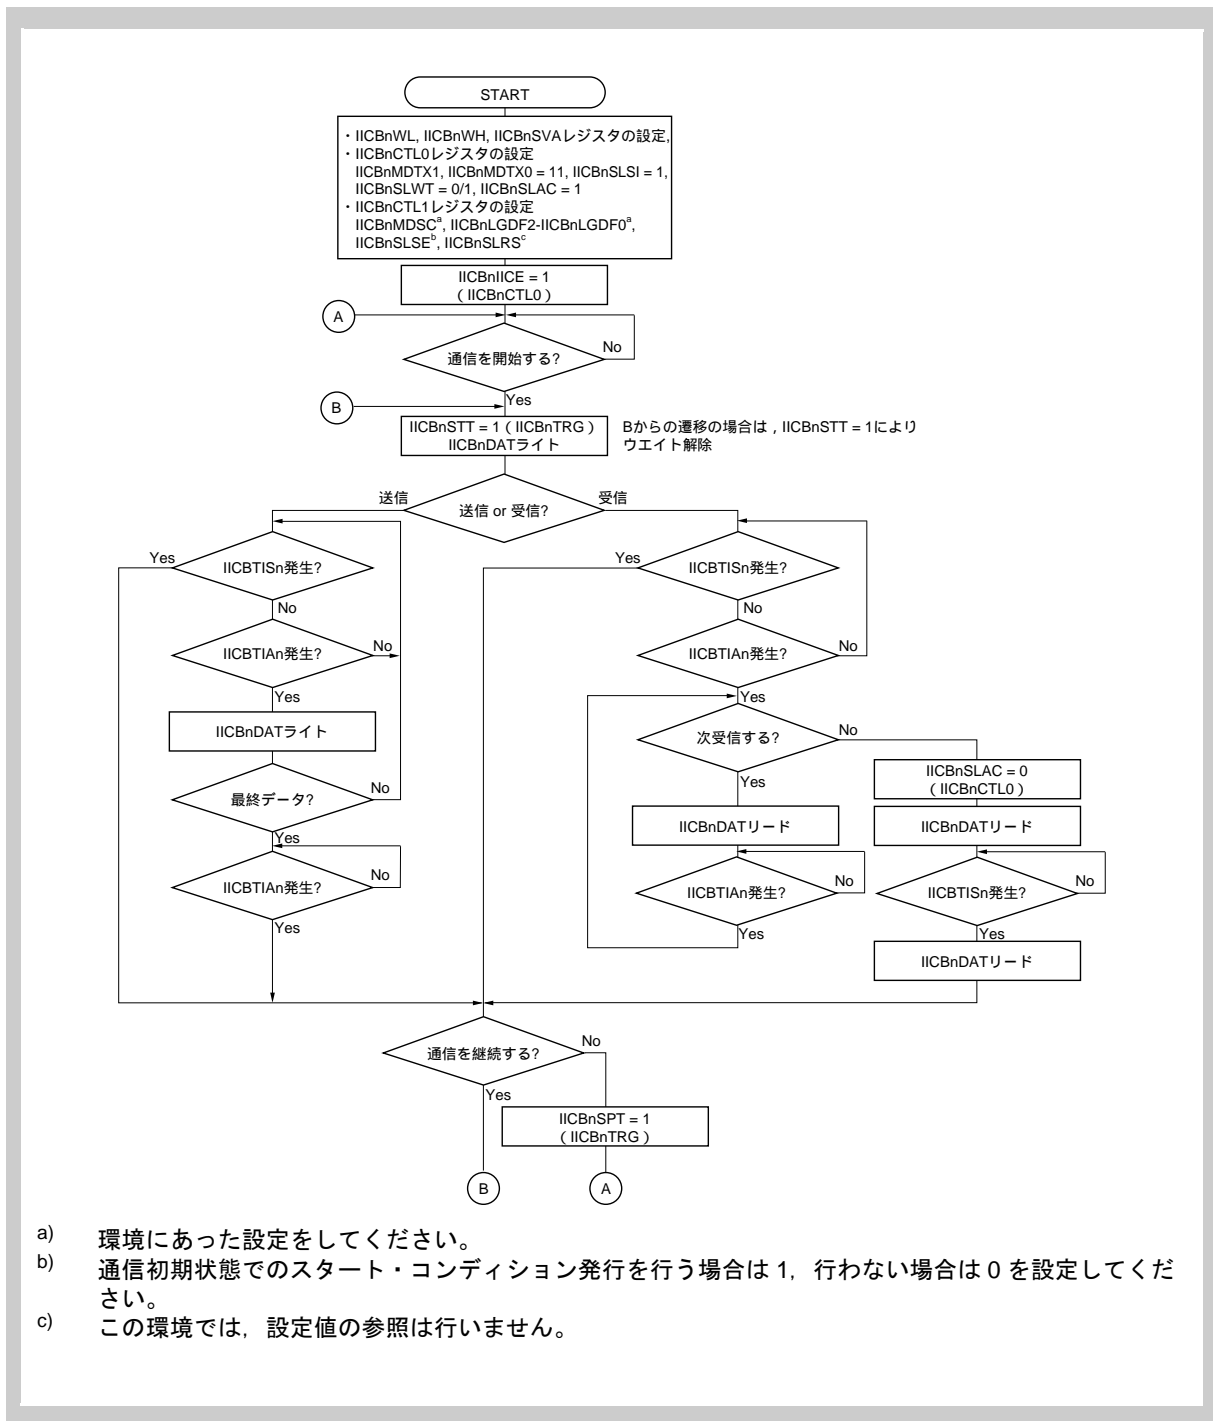 START
・IICBnWL, IICBnWH, IICBnSVAレジスタの設定,
・IICBnCTL0レジスタの設定
IICBnMDTX1, IICBnMDTX0 = 11, IICBnSLSI = 1,
IICBnSLWT = 0/1, IICBnSLAC = 1
・IICBnCTL1レジスタの設定
IICBnMDSCa, IICBnLGDF2-IICBnLGDF0a,
IICBnSLSEb, IICBnSLRSc
IICBnIICE = 1
( IICBnCTL0 )
A
通信を開始する?
No
Yes
B
IICBnSTT = 1 ( IICBnTRG )
IICBnDATライト
Bからの遷移の場合は , IICBnSTT = 1により
ウエイト解除
送信
送信 or 受信?
受信
Yes
IICBTISn発生?
No
IICBTIAn発生?
No
Yes
IICBnDATライト
最終データ?
No
Yes
IICBTIAn発生?
No
Yes
Yes
IICBTISn発生?
No
IICBTIAn発生?
No
Yes
次受信する?
No
Yes
IICBnDATリード
IICBTIAn発生?
No
Yes
IICBnSLAC = 0
( IICBnCTL0 )
IICBnDATリード
IICBTISn発生?
No
Yes
IICBnDATリード
通信を継続する?
No
Yes
IICBnSPT = 1
( IICBnTRG )
B
A
a) 環境にあった設定をしてください。
b) 通信初期状態でのスタート・コンディション発行を行う場合は 1, 行わない場合は 0 を設定してくだ
さい。
c) この環境では, 設定値の参照は行いません。